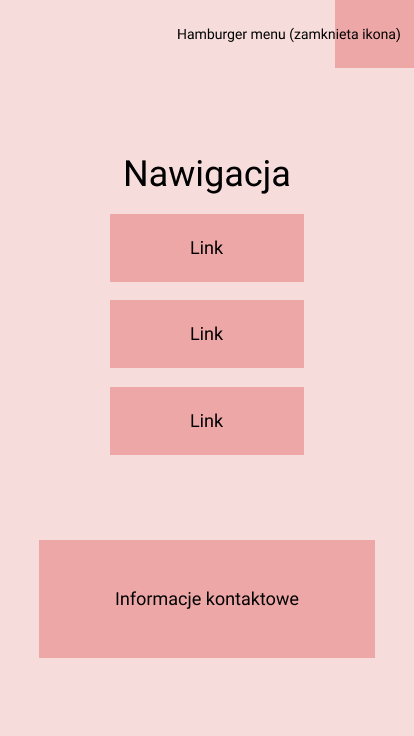 Hamburger menu (zamknieta ikona)
Nawigacja
Link
Link
Link
Informacje kontaktowe